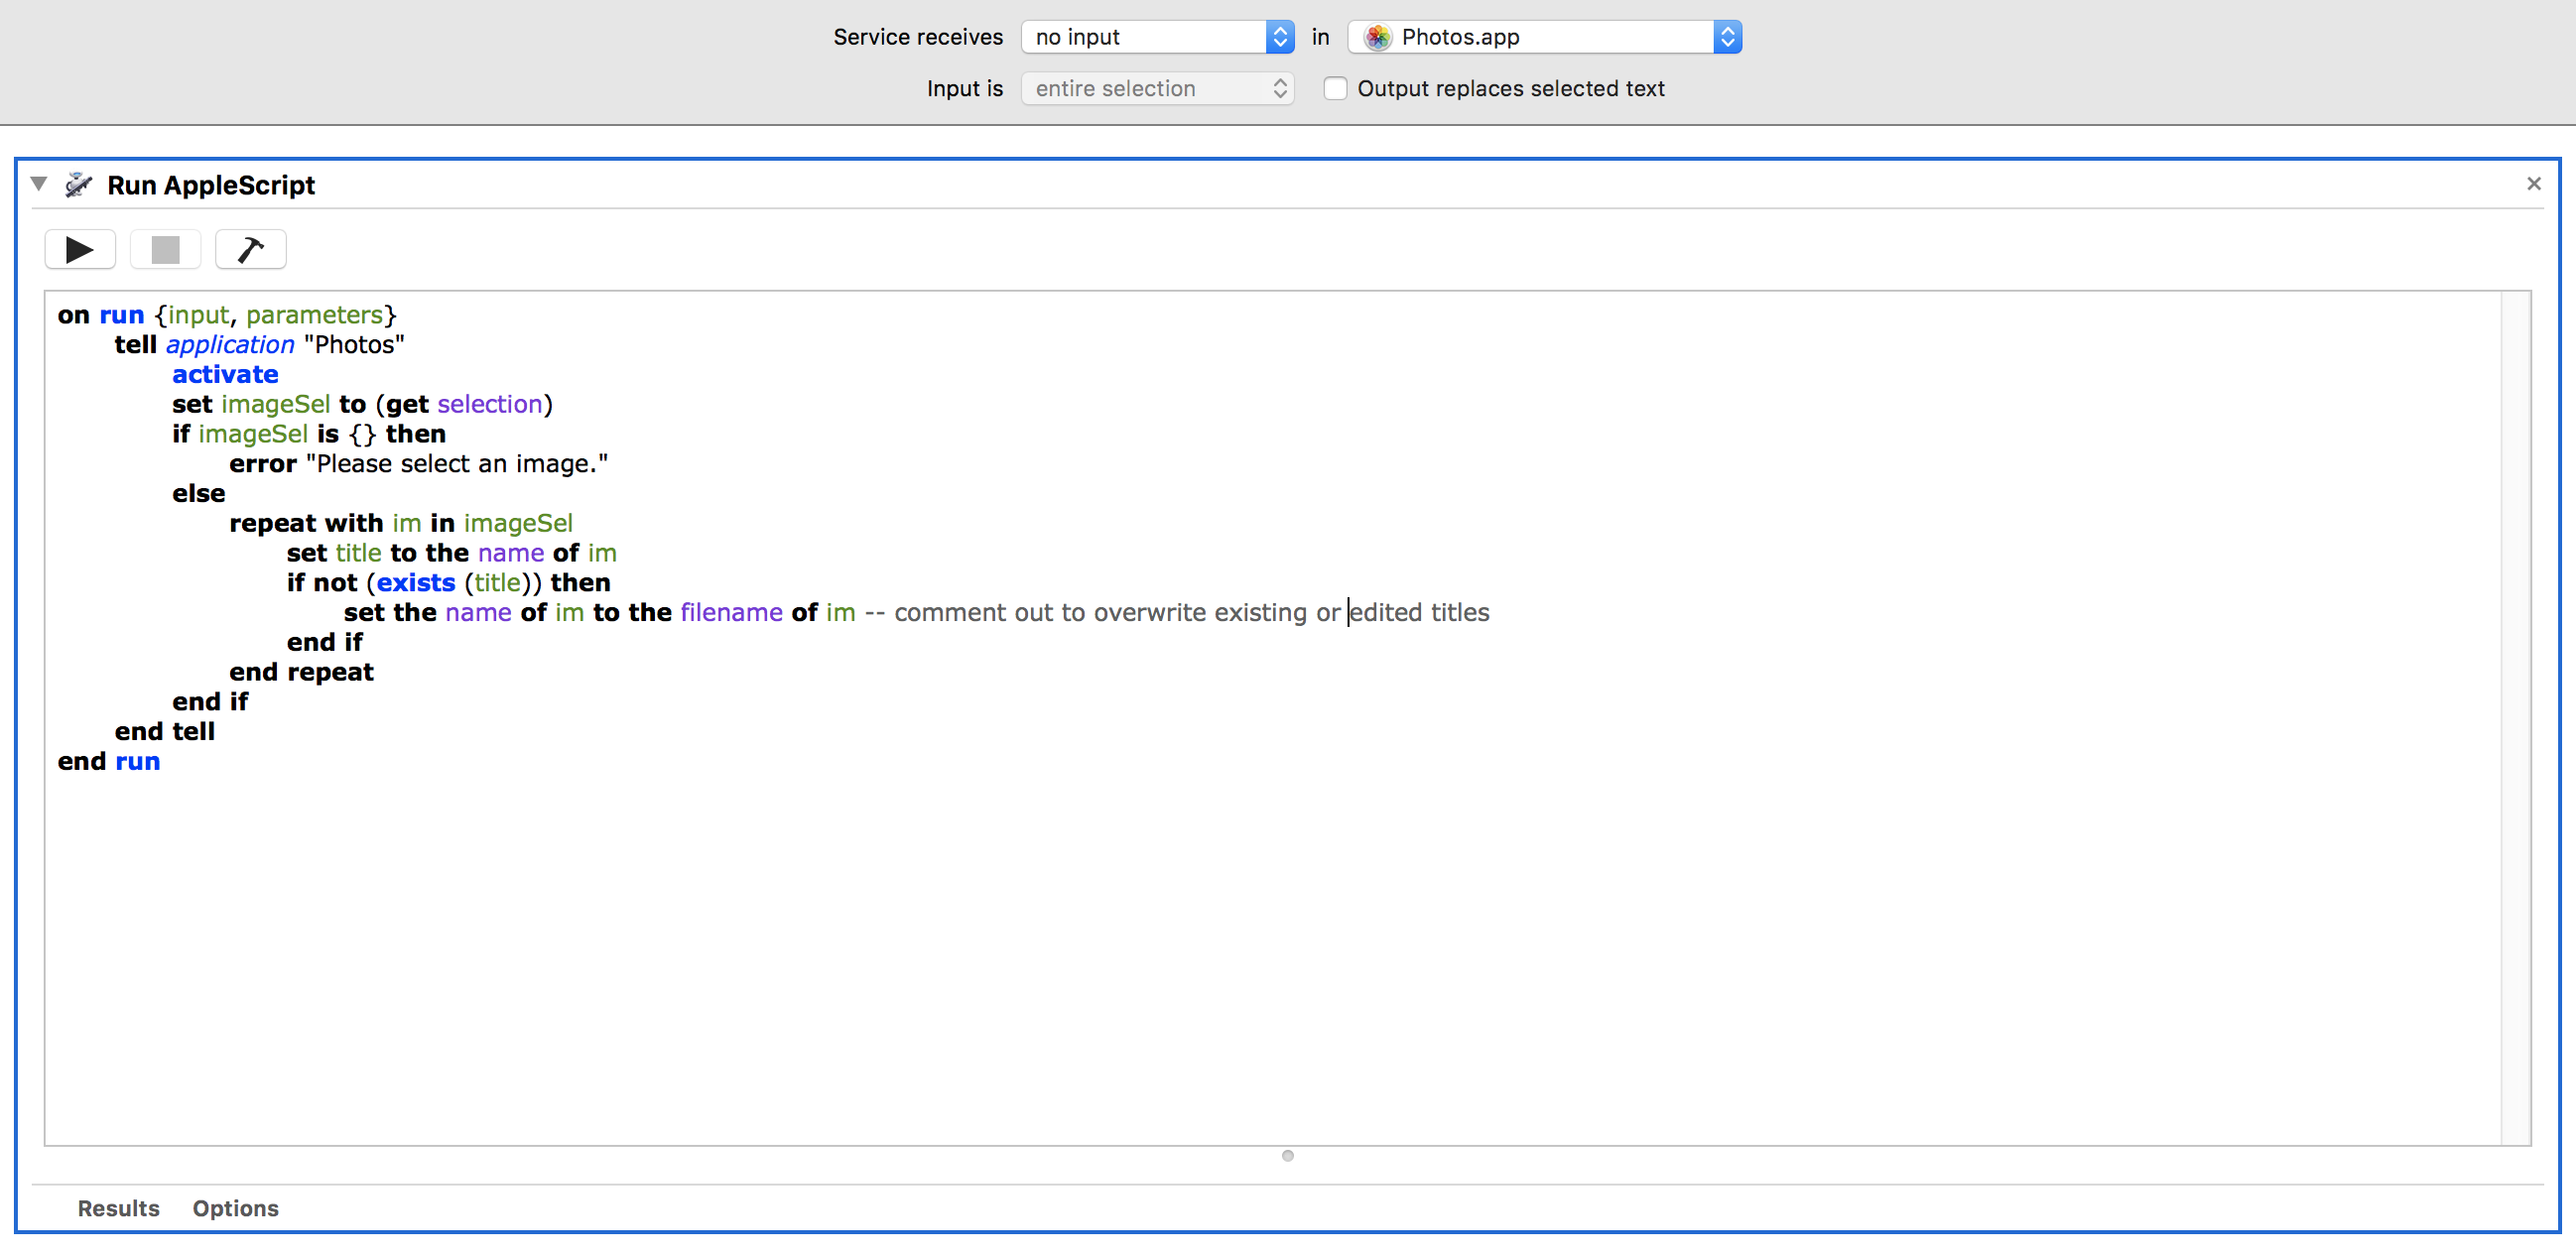 Service receives no input in Photos.app
Input is entire selection Output replaces selected text
Run AppleScript
on run {input, parameters}
tell application "Photos"
activate
set imageSel to (get selection)
if imageSel is {} then
error "Please select an image."
else
repeat with im in imageSel
set title to the name of im
if not (exists (title)) then
set the name of im to the filename of im -- comment out to overwrite existing or edited titles
end if
end repeat
end if
end tell
end run
Results Options